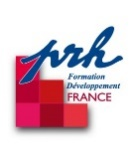 prh
Formation
Développement
FRANCE